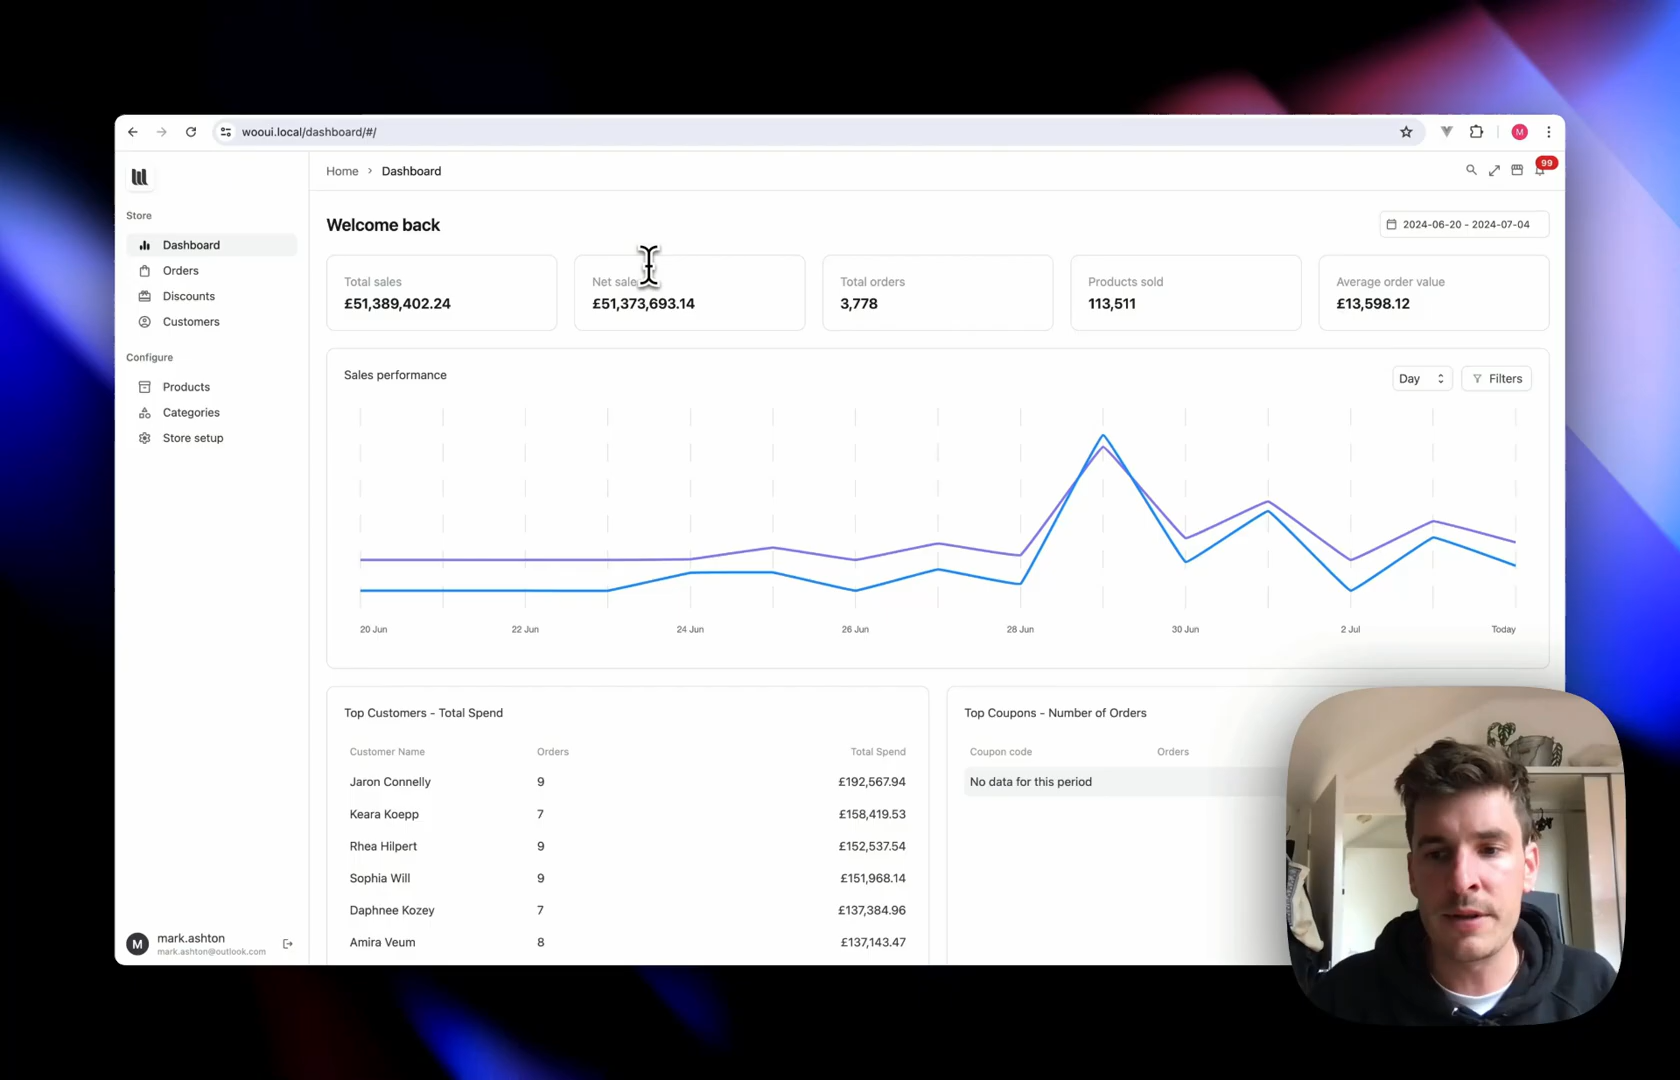 wooui.local/dashboard/#/
M
Home > Dashboard
99
Store
Dashboard
Orders
Discounts
Customers
Configure
Products
Categories
Store setup
M
mark.ashton
mark.ashton@outlook.com
Welcome back
2024-06-20 - 2024-07-04
Total sales
£51,389,402.24
Net sale
£51,373,693.14
Total orders
3,778
Products sold
113,511
Average order value
£13,598.12
Sales performance
Day
Filters
20 Jun 22 Jun 24 Jun 26 Jun 28 Jun 30 Jun 2 Jul Today
Top Customers - Total Spend
Customer Name Orders Total Spend
Jaron Connelly 9 £192,567.94
Keara Koepp 7 £158,419.53
Rhea Hilpert 9 £152,537.54
Sophia Will 9 £151,968.14
Daphnee Kozey 7 £137,384.96
Amira Veum 8 £137,143.47
Top Coupons - Number of Orders
Coupon code Orders
No data for this period